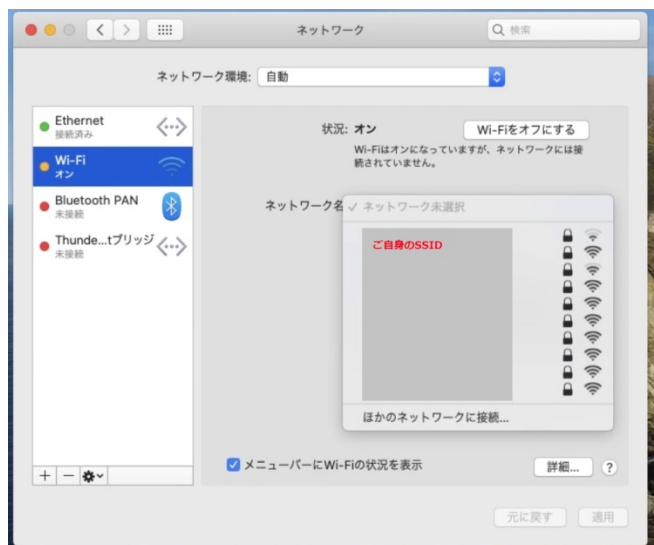 ネットワーク
検索
ネットワーク環境: 自動
Ethernet
接続済み
Wi-Fi
オン
Bluetooth PAN
未接続
Thunde...tブリッジ
未接続
状況: オン
Wi-Fiをオフにする
Wi-Fiはオンになっていますが、ネットワークには接
続されていません。
ネットワーク名
ネットワーク未選択
ご自身のSSID
ほかのネットワークに接続...
メニューバーにWi-Fiの状況を表示
詳細...
?
元に戻す
適用